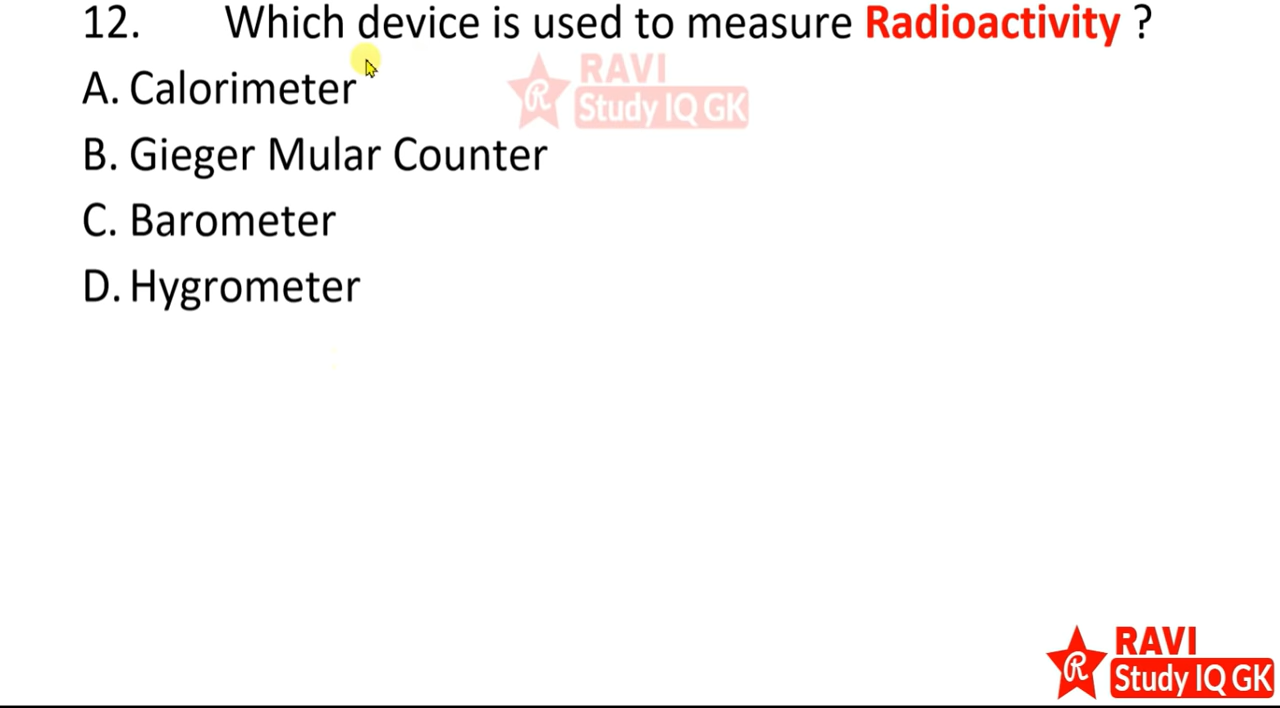 12. Which device is used to measure Radioactivity ?
A. Calorimeter
RAVI
Study IQ GK
B. Gieger Mular Counter
C. Barometer
D. Hygrometer
RAVI
Study IQ GK